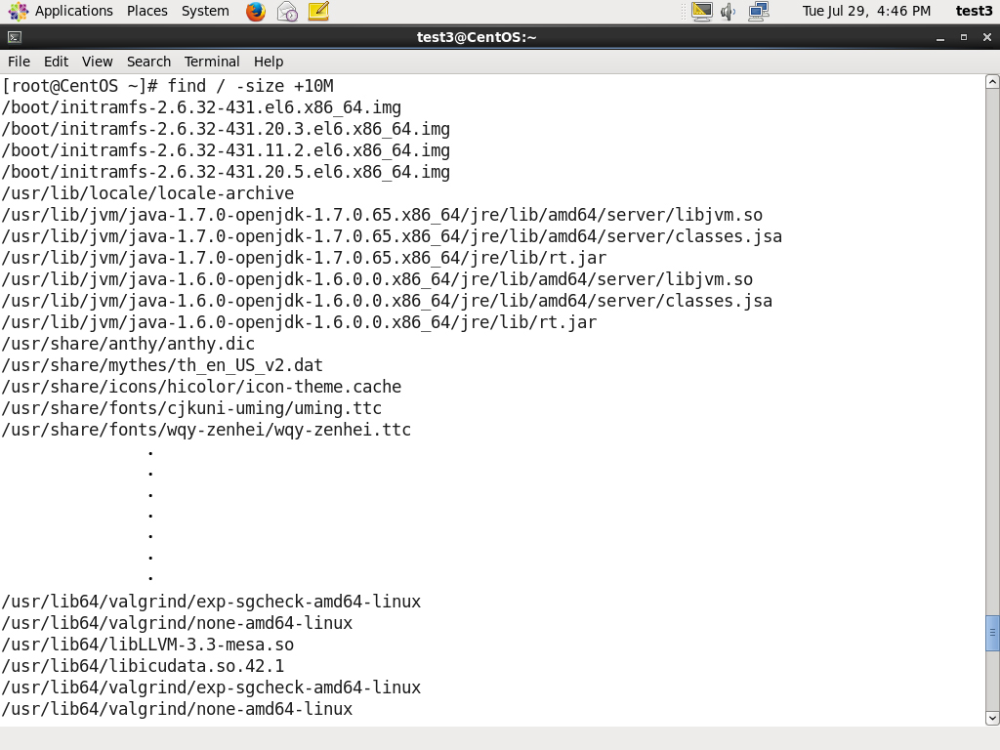 Applications Places System Tue Jul 29, 4:46 PM test3
test3@CentOS:~
File Edit View Search Terminal Help
[root@CentOS ~]# find / -size +10M
/boot/initramfs-2.6.32-431.el6.x86_64.img
/boot/initramfs-2.6.32-431.20.3.el6.x86_64.img
/boot/initramfs-2.6.32-431.11.2.el6.x86_64.img
/boot/initramfs-2.6.32-431.20.5.el6.x86_64.img
/usr/lib/locale/locale-archive
/usr/lib/jvm/java-1.7.0-openjdk-1.7.0.65.x86_64/jre/lib/amd64/server/libjvm.so
/usr/lib/jvm/java-1.7.0-openjdk-1.7.0.65.x86_64/jre/lib/amd64/server/classes.jsa
/usr/lib/jvm/java-1.7.0-openjdk-1.7.0.65.x86_64/jre/lib/rt.jar
/usr/lib/jvm/java-1.6.0-openjdk-1.6.0.0.x86_64/jre/lib/amd64/server/libjvm.so
/usr/lib/jvm/java-1.6.0-openjdk-1.6.0.0.x86_64/jre/lib/amd64/server/classes.jsa
/usr/lib/jvm/java-1.6.0-openjdk-1.6.0.0.x86_64/jre/lib/rt.jar
/usr/share/anthy/anthy.dic
/usr/share/mythes/th_en_US_v2.dat
/usr/share/icons/hicolor/icon-theme.cache
/usr/share/fonts/cjkuni-uming/uming.ttc
/usr/share/fonts/wqy-zenhei/wqy-zenhei.ttc
.
.
.
.
.
.
.
/usr/lib64/valgrind/exp-sgcheck-amd64-linux
/usr/lib64/valgrind/none-amd64-linux
/usr/lib64/libLLVM-3.3-mesa.so
/usr/lib64/libicudata.so.42.1
/usr/lib64/valgrind/exp-sgcheck-amd64-linux
/usr/lib64/valgrind/none-amd64-linux